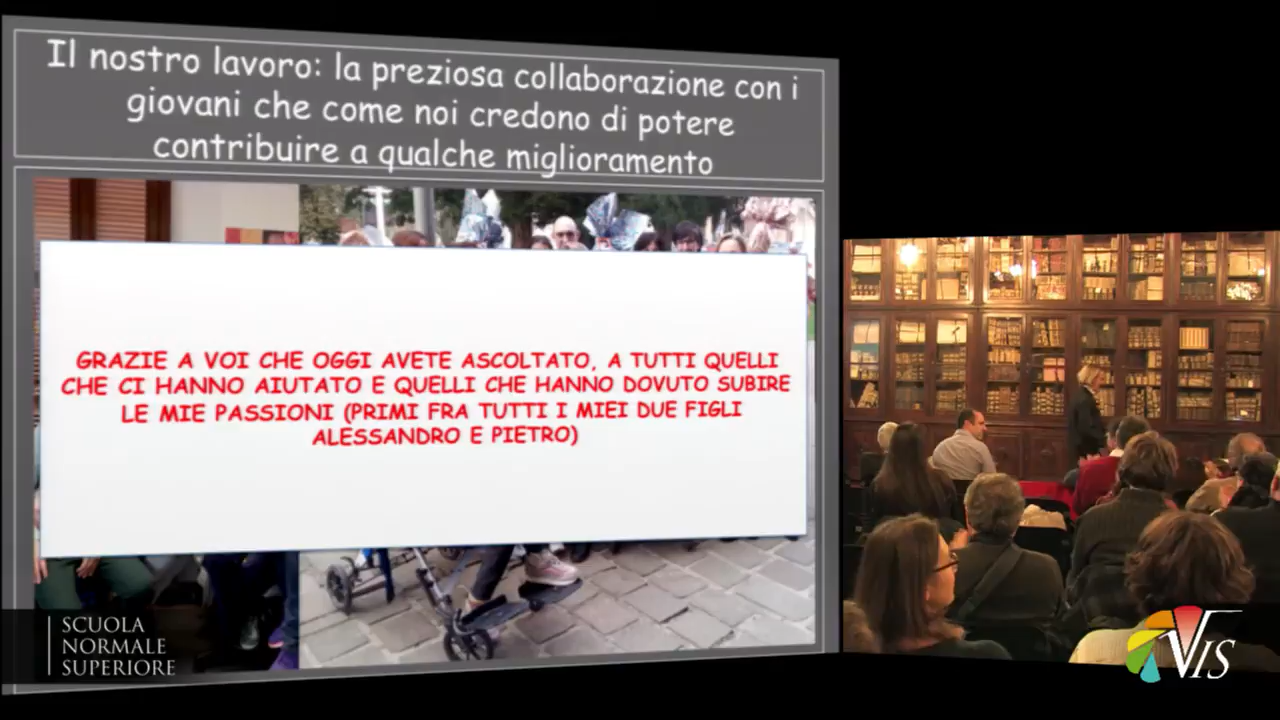 Il nostro lavoro: la preziosa collaborazione con i
giovani che come noi credono di potere
contribuire a qualche miglioramento
GRAZIE A VOI CHE OGGI AVETE ASCOLTATO, A TUTTI QUELLI
CHE CI HANNO AIUTATO E QUELLI CHE HANNO DOVUTO SUBIRE
LE MIE PASSIONI (PRIMI FRA TUTTI I MIEI DUE FIGLI
ALESSANDRO E PIETRO)
SCUOLA
NORMALE
SUPERIORE
VIS